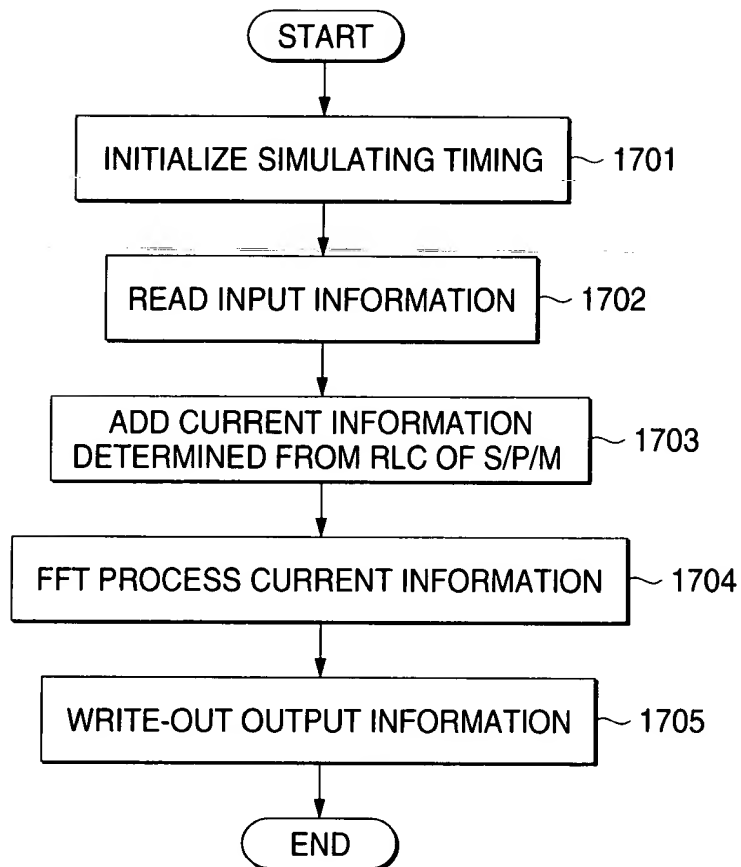 START
INITIALIZE SIMULATING TIMING
1701
READ INPUT INFORMATION
1702
ADD CURRENT INFORMATION
DETERMINED FROM RLC OF S/P/M
1703
FFT PROCESS CURRENT INFORMATION
1704
WRITE-OUT OUTPUT INFORMATION
1705
END